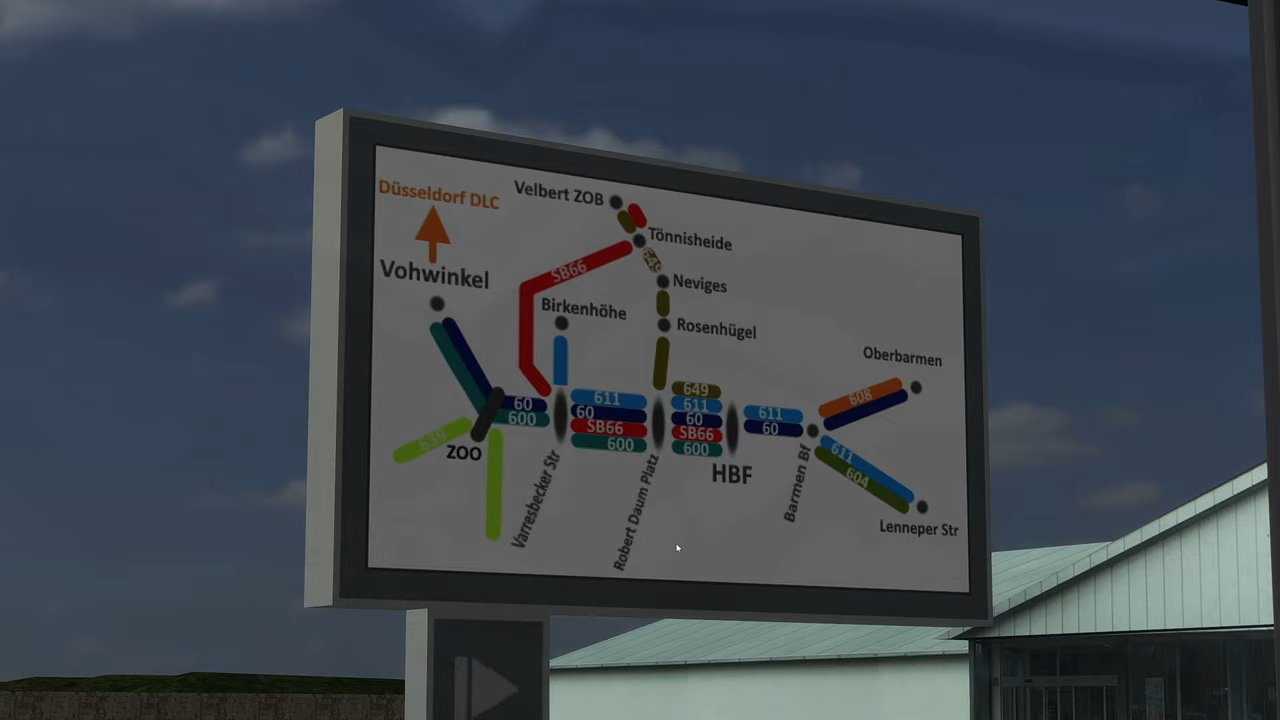 Düsseldorf DLC
Velbert ZOB
Tönnisheide
649
Vohwinkel
SB66
Neviges
Birkenhöhe
Rosenhügel
Oberbarmen
649
608
611
611
611
60
60
60
60
600
SB66
SB66
600
600
639
ZOO
HBF
611
604
Varresbecker Str
Robert Daum Platz
Barmen Bf
Lenneper Str